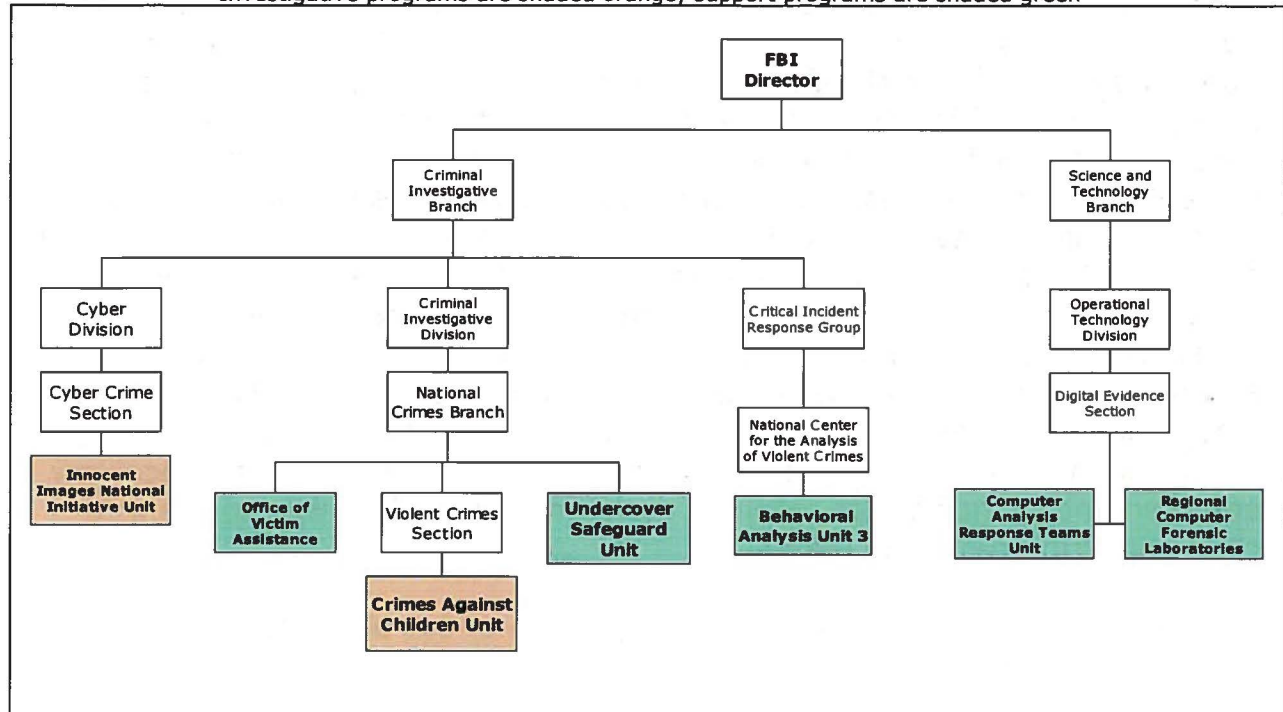 Investigative programs are shaded orange; support programs are shaded green
FBI
Director
Criminal
Investigative
Branch
Science and
Technology
Branch
Cyber
Division
Criminal
Investigative
Division
Critical Incident
Response Group
Operational
Technology
Division
Cyber Crime
Section
National
Crimes Branch
National Center
for the Analysis
of Violent Crimes
Digital Evidence
Section
Innocent
Images National
Initiative Unit
Office of
Victim
Assistance
Violent Crimes
Section
Undercover
Safeguard
Unit
Behavioral
Analysis Unit 3
Computer
Analysis
Response Teams
Unit
Regional
Computer
Forensic
Laboratories
Crimes Against
Children Unit